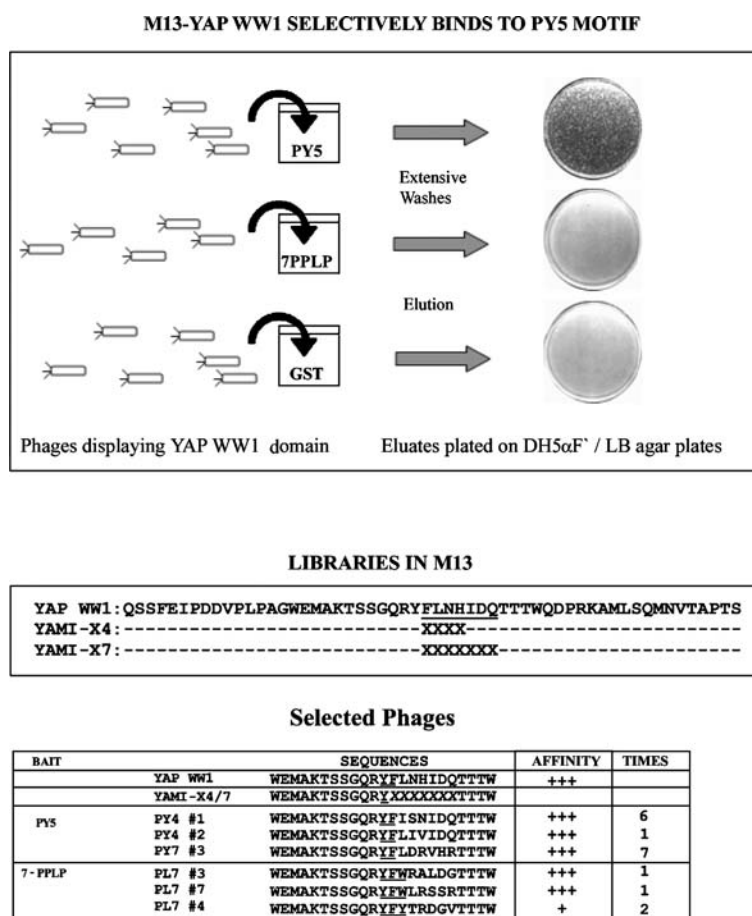 M13-YAP WW1 SELECTIVELY BINDS TO PY5 MOTIF
PY5
Extensive
Washes
7PPLP
Elution
GST
Phages displaying YAP WW1 domain
Eluates plated on DH5αF` / LB agar plates
LIBRARIES IN M13
YAP WW1:QSSFEIPDDVPLPAGWEMAKTSSGQRYFLNHIDQTTTWQDPRKAMLSQMNVTAPTS
YAMI-X4:----------------------------XXXX--------------------------
YAMI-X7:----------------------------XXXXXXX-----------------------
Selected Phages
BAIT SEQUENCES AFFINITY TIMES
YAP WW1 WEMAKTSSGQRYFLNHIDQTTTW +++
YAMI-X4/7 WEMAKTSSGQRYXXXXXXXTTTW
PY5 PY4 #1 WEMAKTSSGQRYFISNIDQTTTW +++ 6
PY4 #2 WEMAKTSSGQRYFLIVIDQTTTW +++ 1
PY7 #3 WEMAKTSSGQRYFLDRVHRTTTW +++ 7
7-PPLP PL7 #3 WEMAKTSSGQRYFWRALDGTTTW +++ 1
PL7 #7 WEMAKTSSGQRYFWLRSSRTTTW +++ 1
PL7 #4 WEMAKTSSGQRYFYTRDGVTTTW + 2